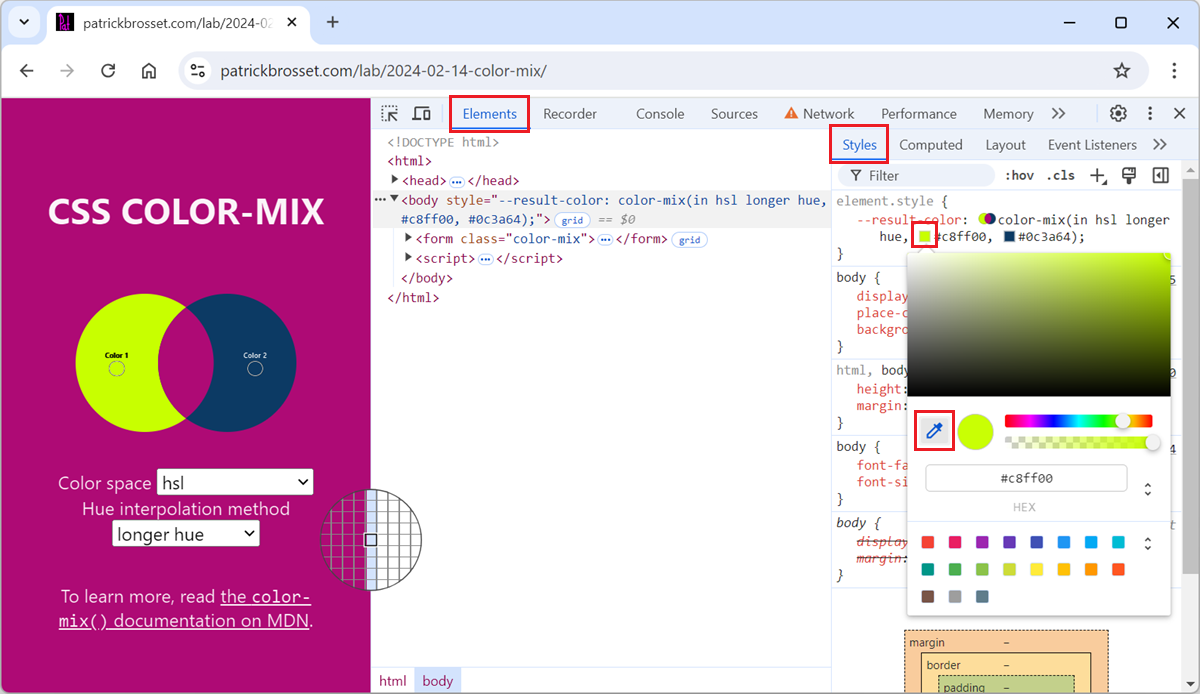 patrickbrosset.com/lab/2024-02
patrickbrosset.com/lab/2024-02-14-color-mix/
CSS COLOR-MIX
Color 1
Color 2
Color space hsl
Hue interpolation method
longer hue
To learn more, read the color-
mix() documentation on MDN.
Elements Recorder Console Sources Network Performance Memory
<!DOCTYPE html>
<html>
<head> … </head>
<body style="--result-color: color-mix(in hsl longer hue,
#c8ff00, #0c3a64);"> grid == $0
<form class="color-mix"> … </form> grid
<script> … </script>
</body>
</html>
html body
Styles Computed Layout Event Listeners
Filter :hov .cls
element.style {
--result-color: color-mix(in hsl longer
hue, #c8ff00, #0c3a64);
}
body {
display
place-c
backgro
}
html, body
height:
margin:
}
body {
font-fa
font-si
}
body {
display
margin:
}
#c8ff00
HEX
margin –
border –
padding –